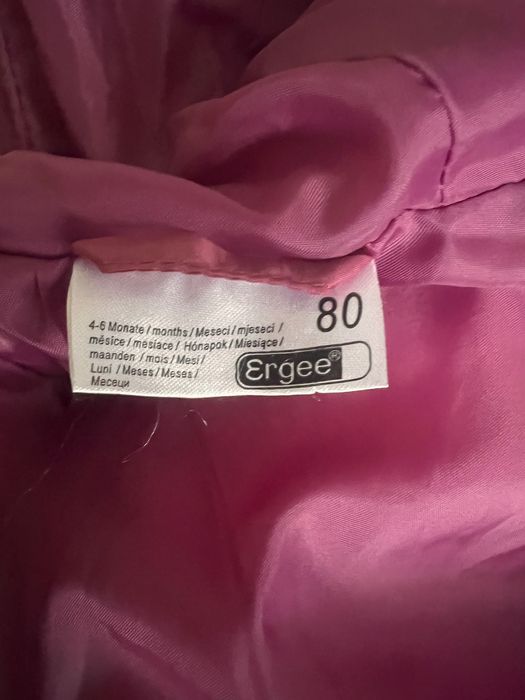 80
4-6 Monate / months / Meseci / mjeseci /
měsíce / mesiace / Hónapok / Miesiące /
maanden / mois / Mesi /
Luni / Meses / Meses /
Месеци
Ergee®